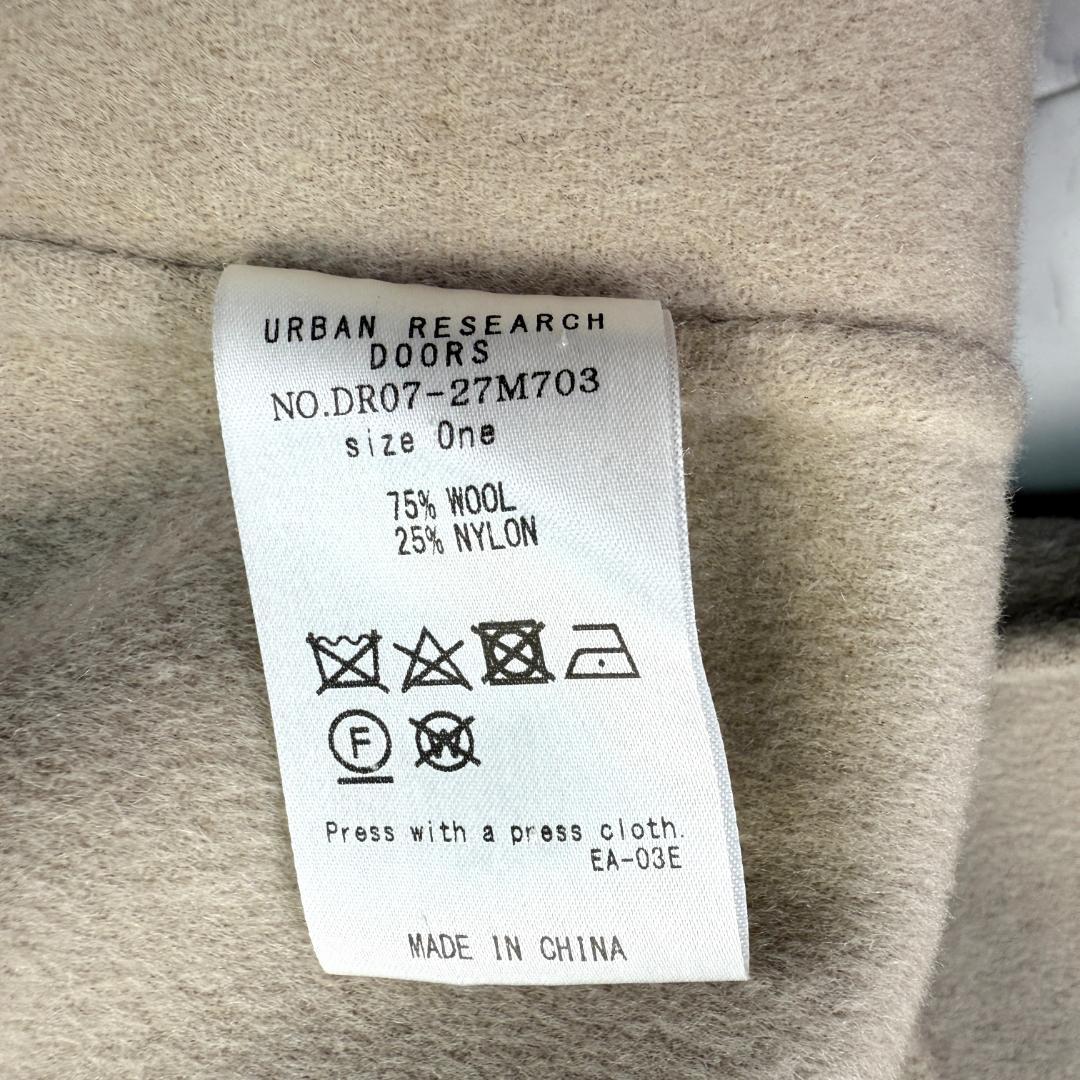 URBAN RESEARCH
DOORS
NO.DR07-27M703
size One
75% WOOL
25% NYLON
F W
Press with a press cloth.
EA-03E
MADE IN CHINA